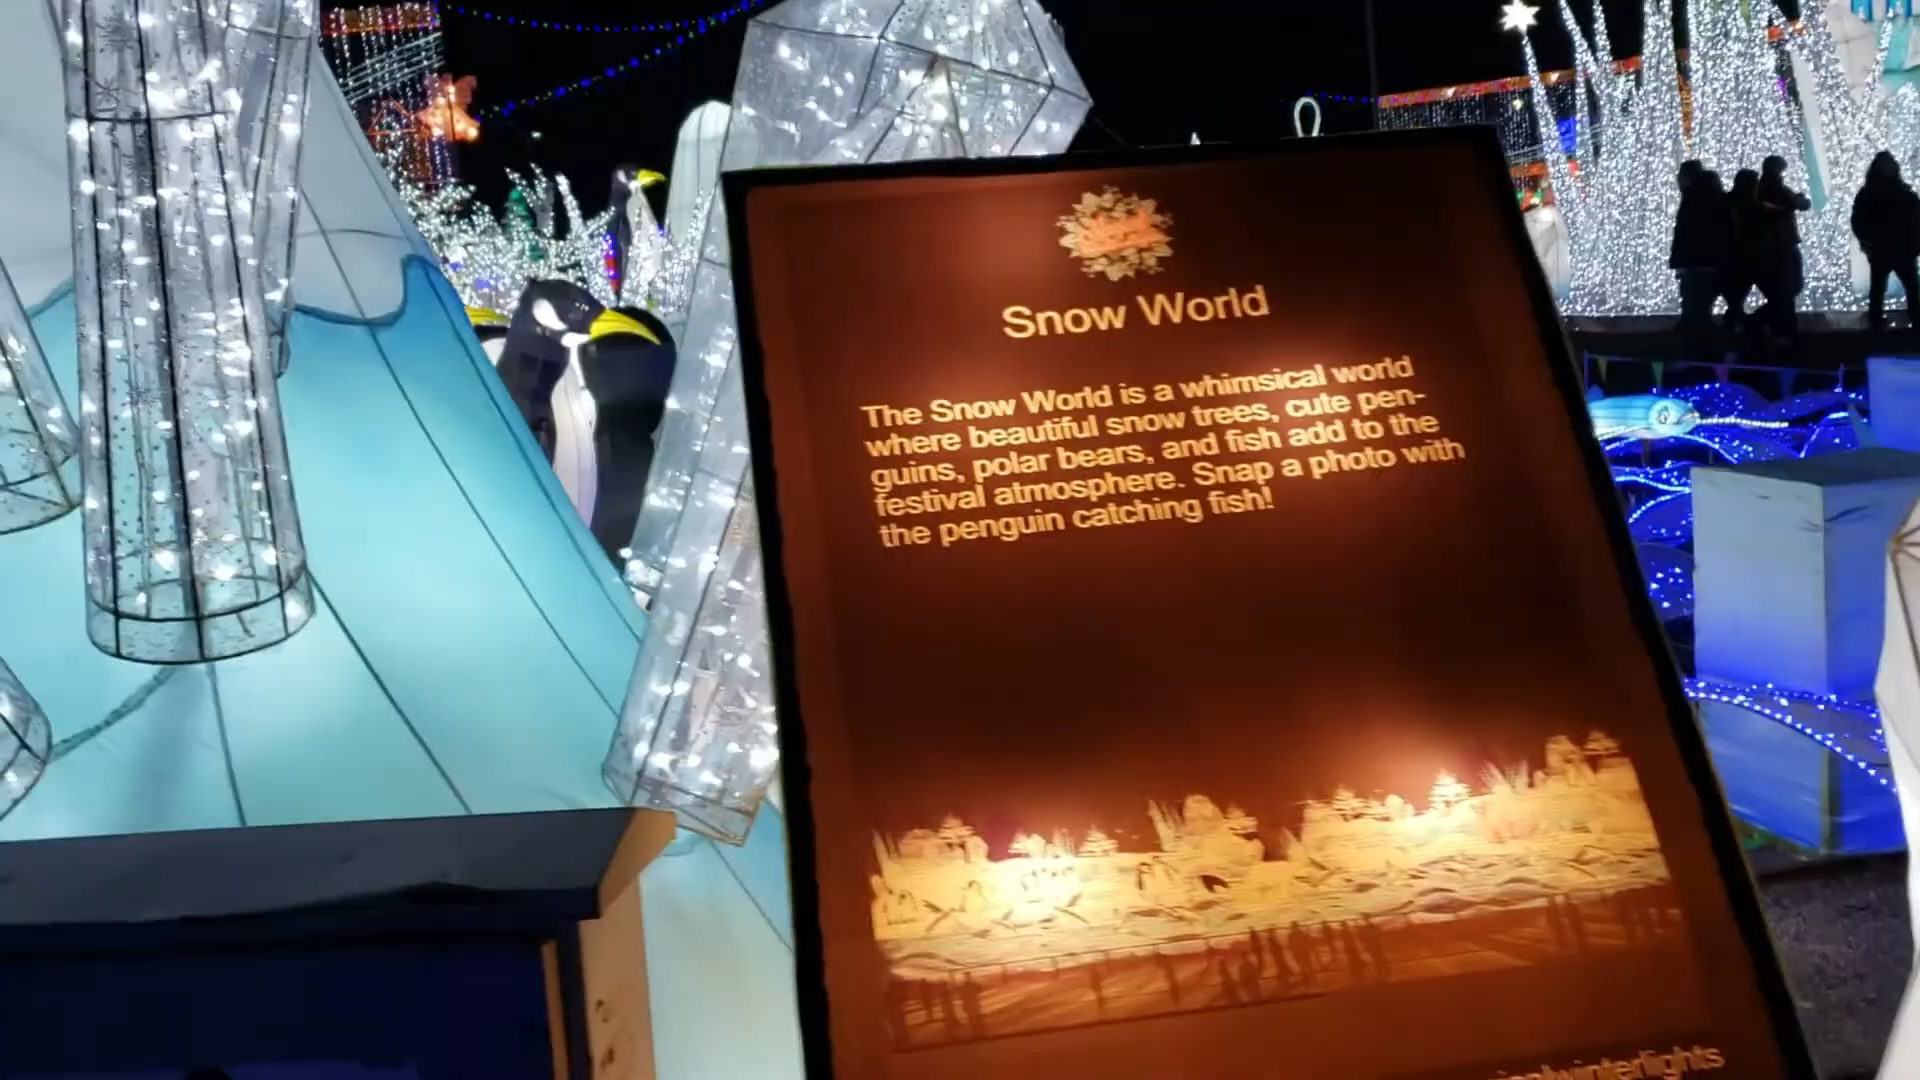 Snow World
The Snow World is a whimsical world
where beautiful snow trees, cute pen-
guins, polar bears, and fish add to the
festival atmosphere. Snap a photo with
the penguin catching fish!